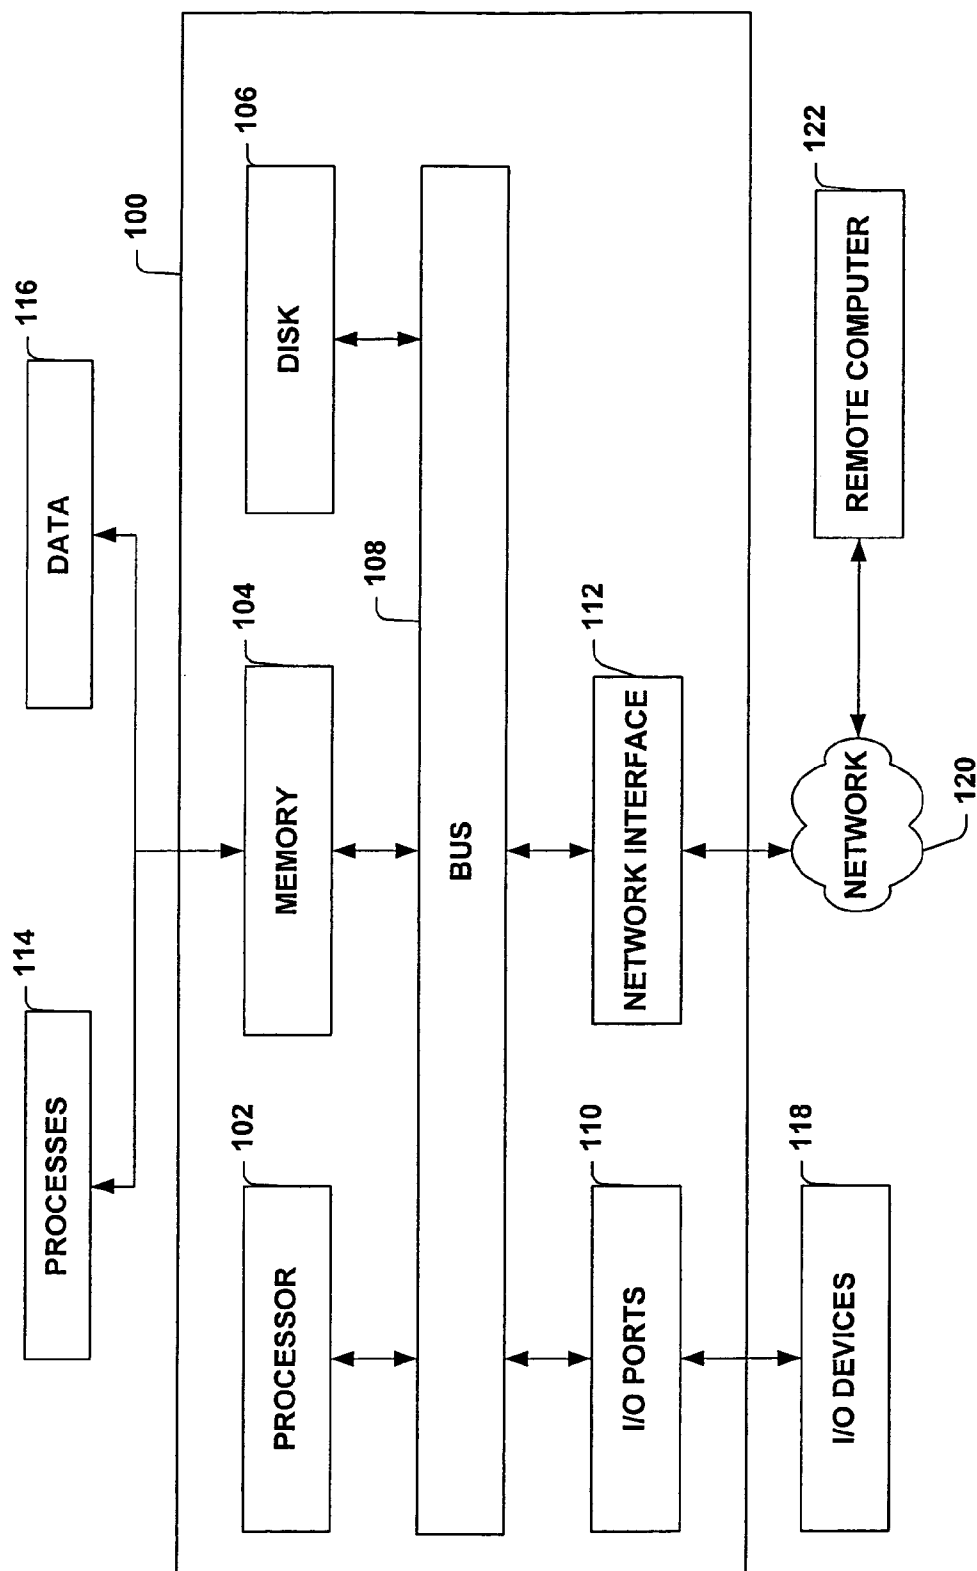 PROCESSES
114
DATA
116
100
PROCESSOR
102
MEMORY
104
DISK
106
BUS
108
I/O PORTS
110
NETWORK INTERFACE
112
I/O DEVICES
118
NETWORK
120
REMOTE COMPUTER
122